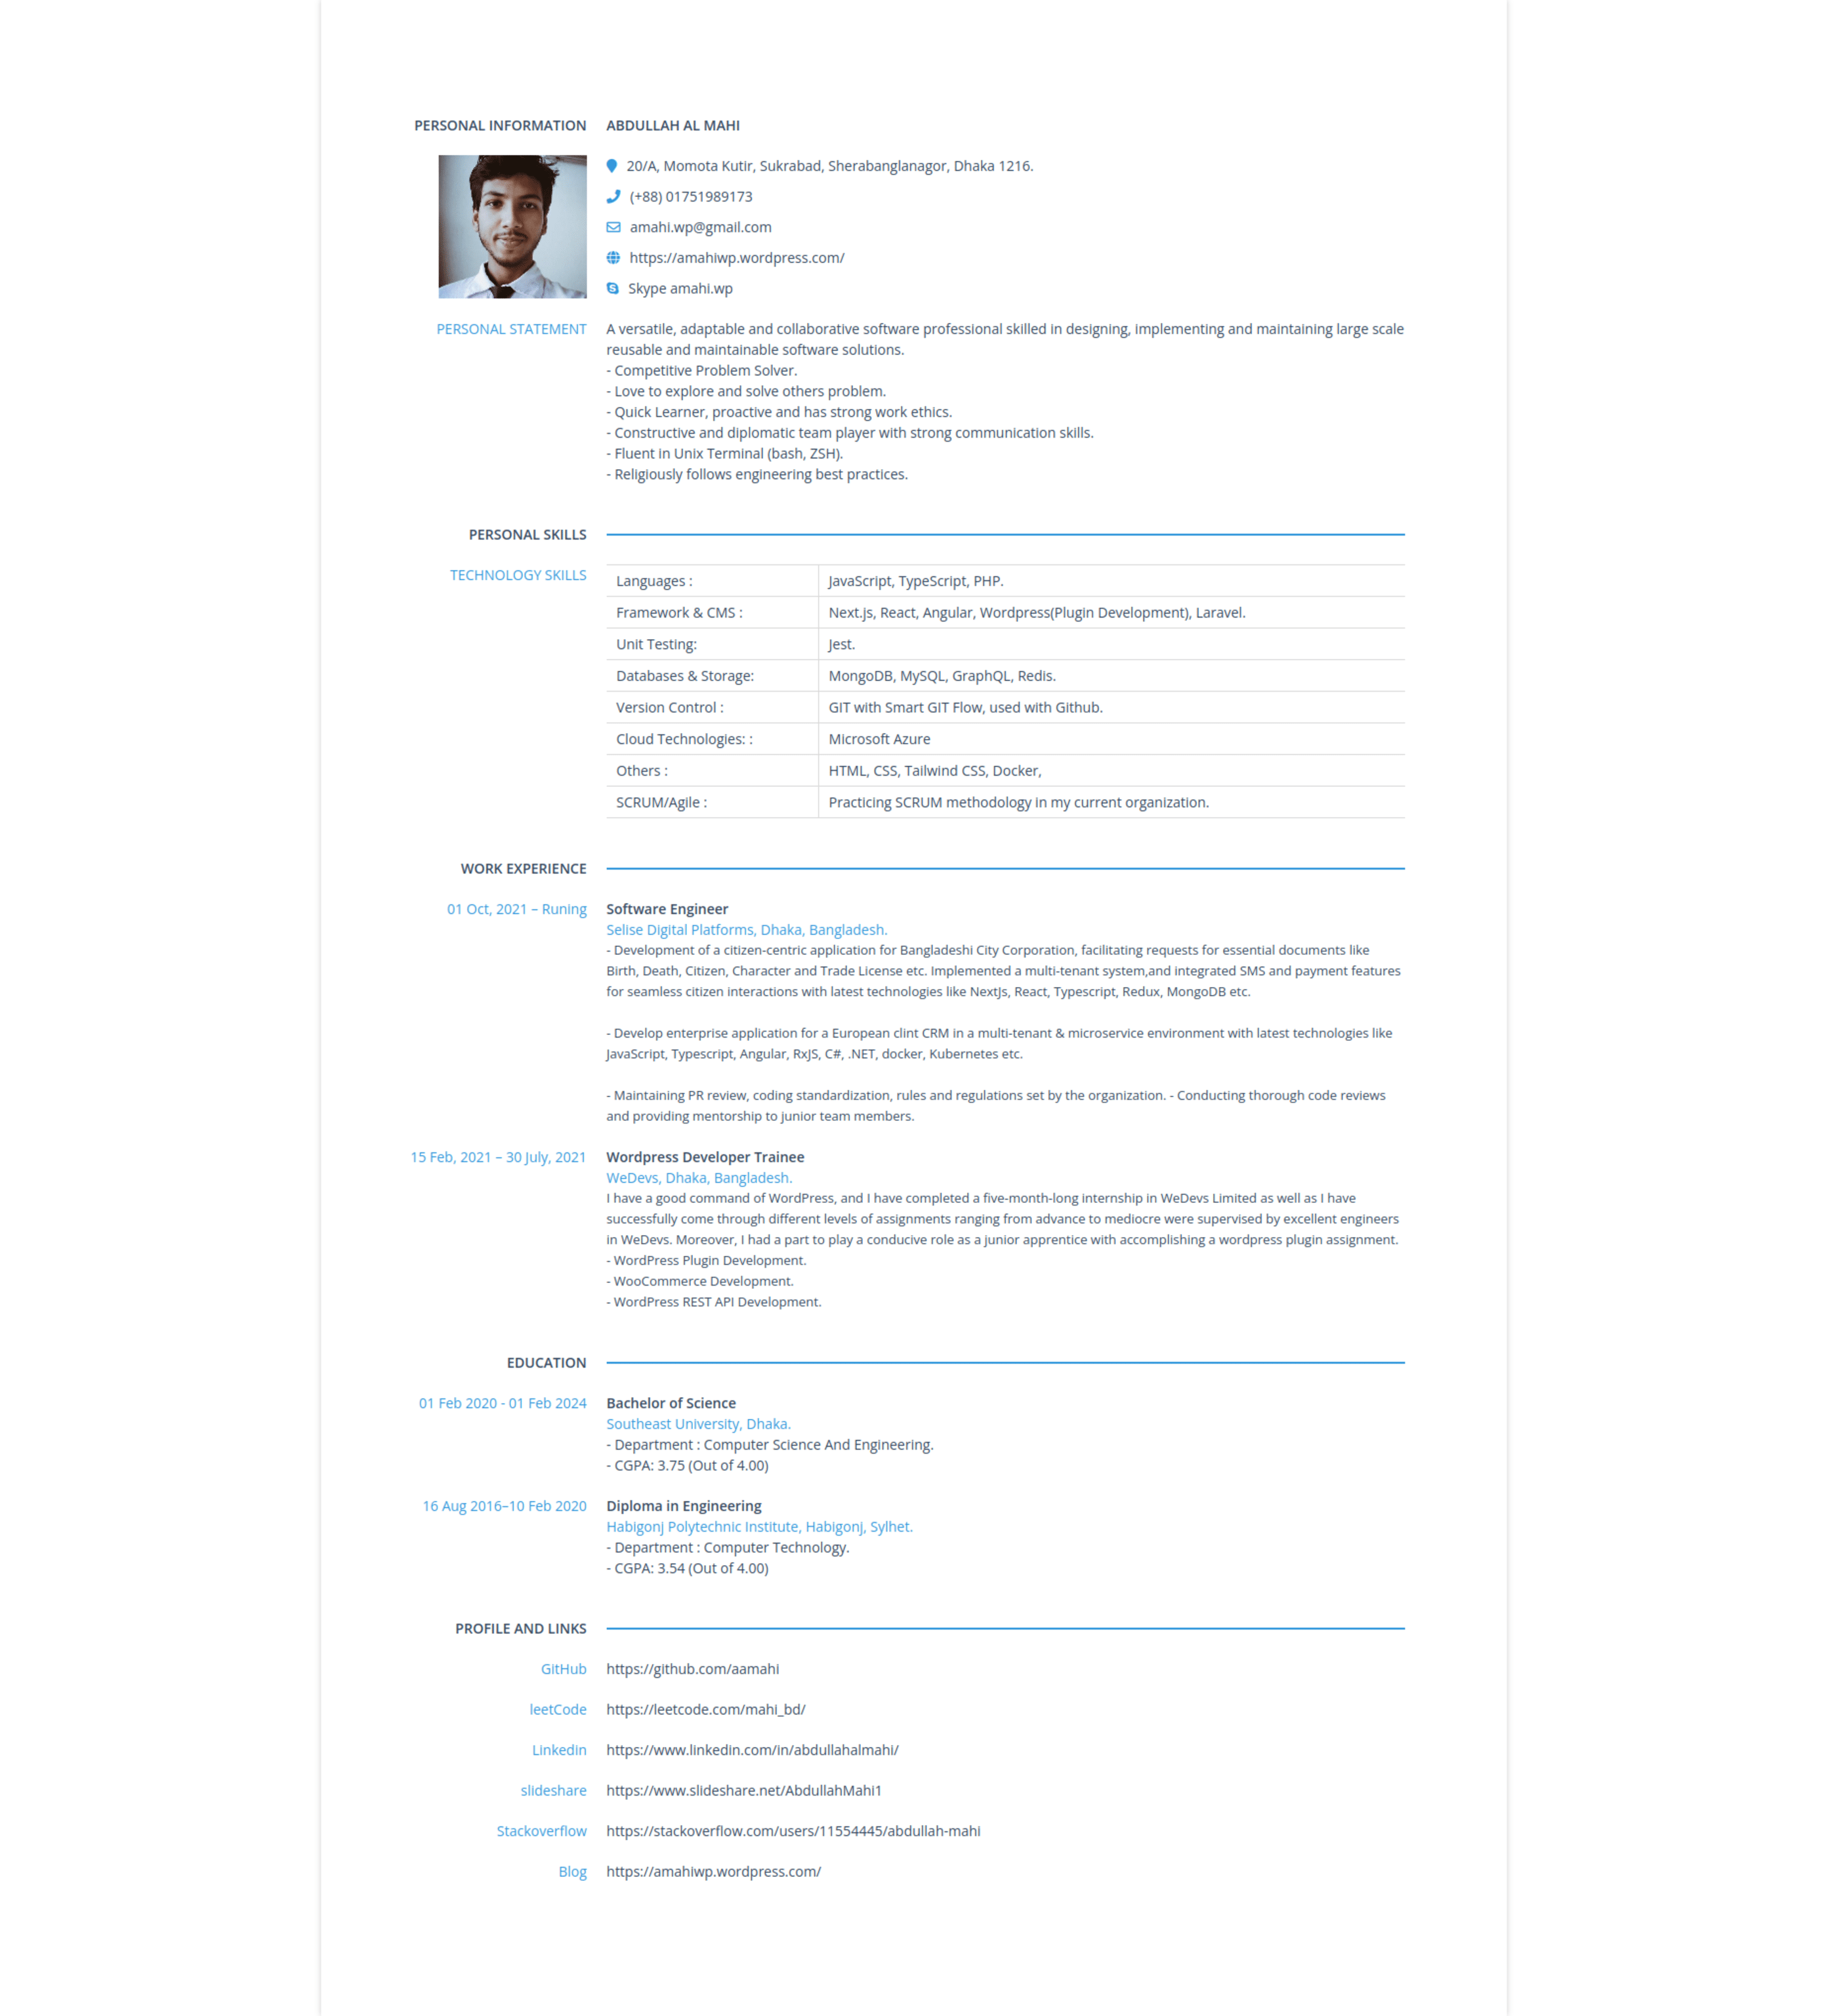 PERSONAL INFORMATION ABDULLAH AL MAHI
20/A, Momota Kutir, Sukrabad, Sherabanglanagor, Dhaka 1216.
(+88) 01751989173
amahi.wp@gmail.com
https://amahiwp.wordpress.com/
Skype amahi.wp
PERSONAL STATEMENT A versatile, adaptable and collaborative software professional skilled in designing, implementing and maintaining large scale
reusable and maintainable software solutions.
- Competitive Problem Solver.
- Love to explore and solve others problem.
- Quick Learner, proactive and has strong work ethics.
- Constructive and diplomatic team player with strong communication skills.
- Fluent in Unix Terminal (bash, ZSH).
- Religiously follows engineering best practices.
PERSONAL SKILLS
TECHNOLOGY SKILLS Languages : JavaScript, TypeScript, PHP.
Framework & CMS : Next.js, React, Angular, Wordpress(Plugin Development), Laravel.
Unit Testing: Jest.
Databases & Storage: MongoDB, MySQL, GraphQL, Redis.
Version Control : GIT with Smart GIT Flow, used with Github.
Cloud Technologies: : Microsoft Azure
Others : HTML, CSS, Tailwind CSS, Docker,
SCRUM/Agile : Practicing SCRUM methodology in my current organization.
WORK EXPERIENCE
01 Oct, 2021 – Runing Software Engineer
Selise Digital Platforms, Dhaka, Bangladesh.
- Development of a citizen-centric application for Bangladeshi City Corporation, facilitating requests for essential documents like
Birth, Death, Citizen, Character and Trade License etc. Implemented a multi-tenant system,and integrated SMS and payment features
for seamless citizen interactions with latest technologies like NextJs, React, Typescript, Redux, MongoDB etc.
- Develop enterprise application for a European clint CRM in a multi-tenant & microservice environment with latest technologies like
JavaScript, Typescript, Angular, RxJS, C#, .NET, docker, Kubernetes etc.
- Maintaining PR review, coding standardization, rules and regulations set by the organization. - Conducting thorough code reviews
and providing mentorship to junior team members.
15 Feb, 2021 – 30 July, 2021 Wordpress Developer Trainee
WeDevs, Dhaka, Bangladesh.
I have a good command of WordPress, and I have completed a five-month-long internship in WeDevs Limited as well as I have
successfully come through different levels of assignments ranging from advance to mediocre were supervised by excellent engineers
in WeDevs. Moreover, I had a part to play a conducive role as a junior apprentice with accomplishing a wordpress plugin assignment.
- WordPress Plugin Development.
- WooCommerce Development.
- WordPress REST API Development.
EDUCATION
01 Feb 2020 - 01 Feb 2024 Bachelor of Science
Southeast University, Dhaka.
- Department : Computer Science And Engineering.
- CGPA: 3.75 (Out of 4.00)
16 Aug 2016–10 Feb 2020 Diploma in Engineering
Habigonj Polytechnic Institute, Habigonj, Sylhet.
- Department : Computer Technology.
- CGPA: 3.54 (Out of 4.00)
PROFILE AND LINKS
GitHub https://github.com/aamahi
leetCode https://leetcode.com/mahi_bd/
Linkedin https://www.linkedin.com/in/abdullahalmahi/
slideshare https://www.slideshare.net/AbdullahMahi1
Stackoverflow https://stackoverflow.com/users/11554445/abdullah-mahi
Blog https://amahiwp.wordpress.com/